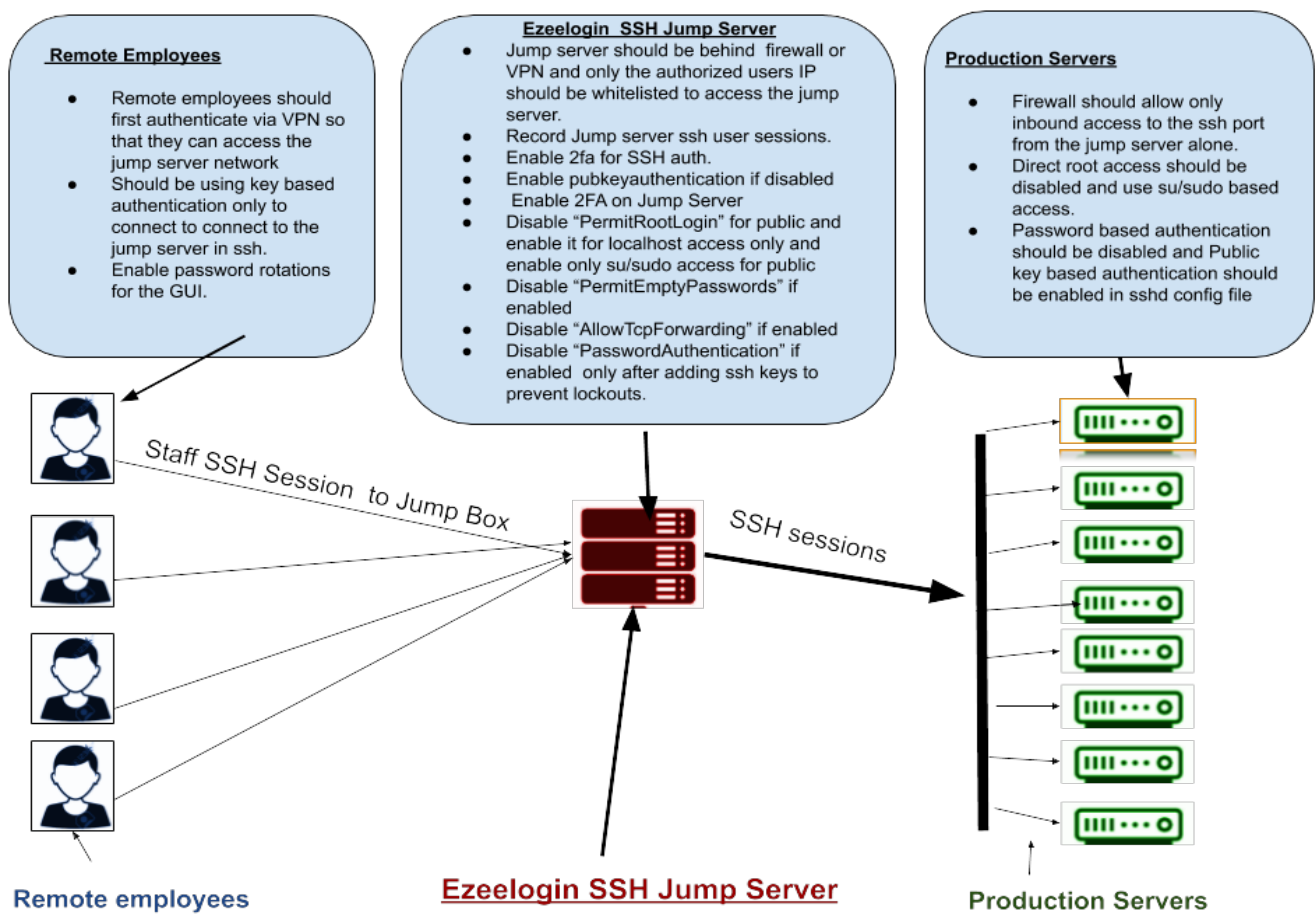 Remote Employees
● Remote employees should
first authenticate via VPN so
that they can access the
jump server network
● Should be using key based
authentication only to
connect to connect to the
jump server in ssh.
● Enable password rotations
for the GUI.
Ezeelogin SSH Jump Server
● Jump server should be behind firewall or
VPN and only the authorized users IP
should be whitelisted to access the jump
server.
● Record Jump server ssh user sessions.
● Enable 2fa for SSH auth.
● Enable pubkeyauthentication if disabled
● Enable 2FA on Jump Server
● Disable “PermitRootLogin” for public and
enable it for localhost access only and
enable only su/sudo access for public
● Disable “PermitEmptyPasswords” if
enabled
● Disable “AllowTcpForwarding” if enabled
● Disable “PasswordAuthentication” if
enabled only after adding ssh keys to
prevent lockouts.
Production Servers
● Firewall should allow only
inbound access to the ssh port
from the jump server alone.
● Direct root access should be
disabled and use su/sudo based
access.
● Password based authentication
should be disabled and Public
key based authentication should
be enabled in sshd config file
Staff SSH Session to Jump Box
SSH sessions
Remote employees
Ezeelogin SSH Jump Server
Production Servers